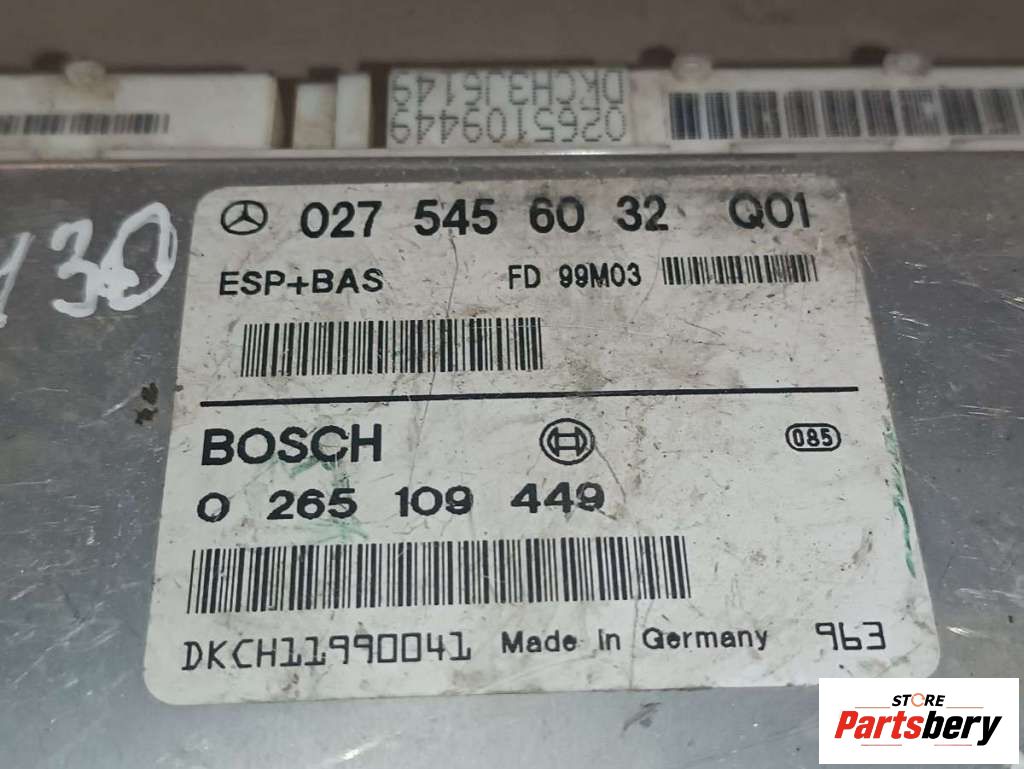 DKCH3J6149
0265109449
130
027 545 60 32 Q01
ESP+BAS FD 99M03
BOSCH 085
0 265 109 449
DKCH11990041 Made in Germany 963
STORE
Partsbery